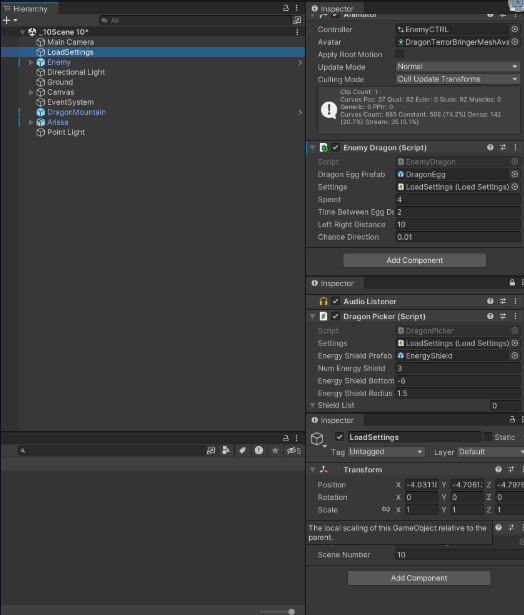 Hierarchy
All
_10Scene 10*
Main Camera
LoadSettings
Enemy
Directional Light
Ground
Canvas
EventSystem
DragonMountain
Arissa
Point Light
5
Inspector
Animator
Controller EnemyCTRL
Avatar DragonTerrorBringerMeshAva
Apply Root Motion
Update Mode Normal
Culling Mode Cull Update Transforms
Clip Count: 1
Curves Pos: 37 Quat: 82 Euler: 0 Scale: 82 Muscles: 0
Generic: 0 PPtr: 0
Curves Count: 685 Constant: 508 (74.2%) Dense: 142
(20.7%) Stream: 35 (5.1%)
Enemy Dragon (Script)
Script EnemyDragon
Dragon Egg Prefab DragonEgg
Settings LoadSettings (Load Settings)
Speed 4
Time Between Egg Dr 2
Left Right Distance 10
Chance Direction 0.01
Add Component
Inspector
Audio Listener
Dragon Picker (Script)
Script DragonPicker
Settings LoadSettings (Load Settings)
Energy Shield Prefab EnergyShield
Num Energy Shield 3
Energy Shield Bottom -6
Energy Shield Radius 1.5
Shield List 0
Inspector
LoadSettings Static
Tag Untagged Layer Default
Transform
Position X -4.03118 Y -4.7061 Z -4.7976
Rotation X 0 Y 0 Z 0
Scale X 1 Y 1 Z 1
The local scaling of this GameObject relative to the
parent.
Scene Number 10
Add Component